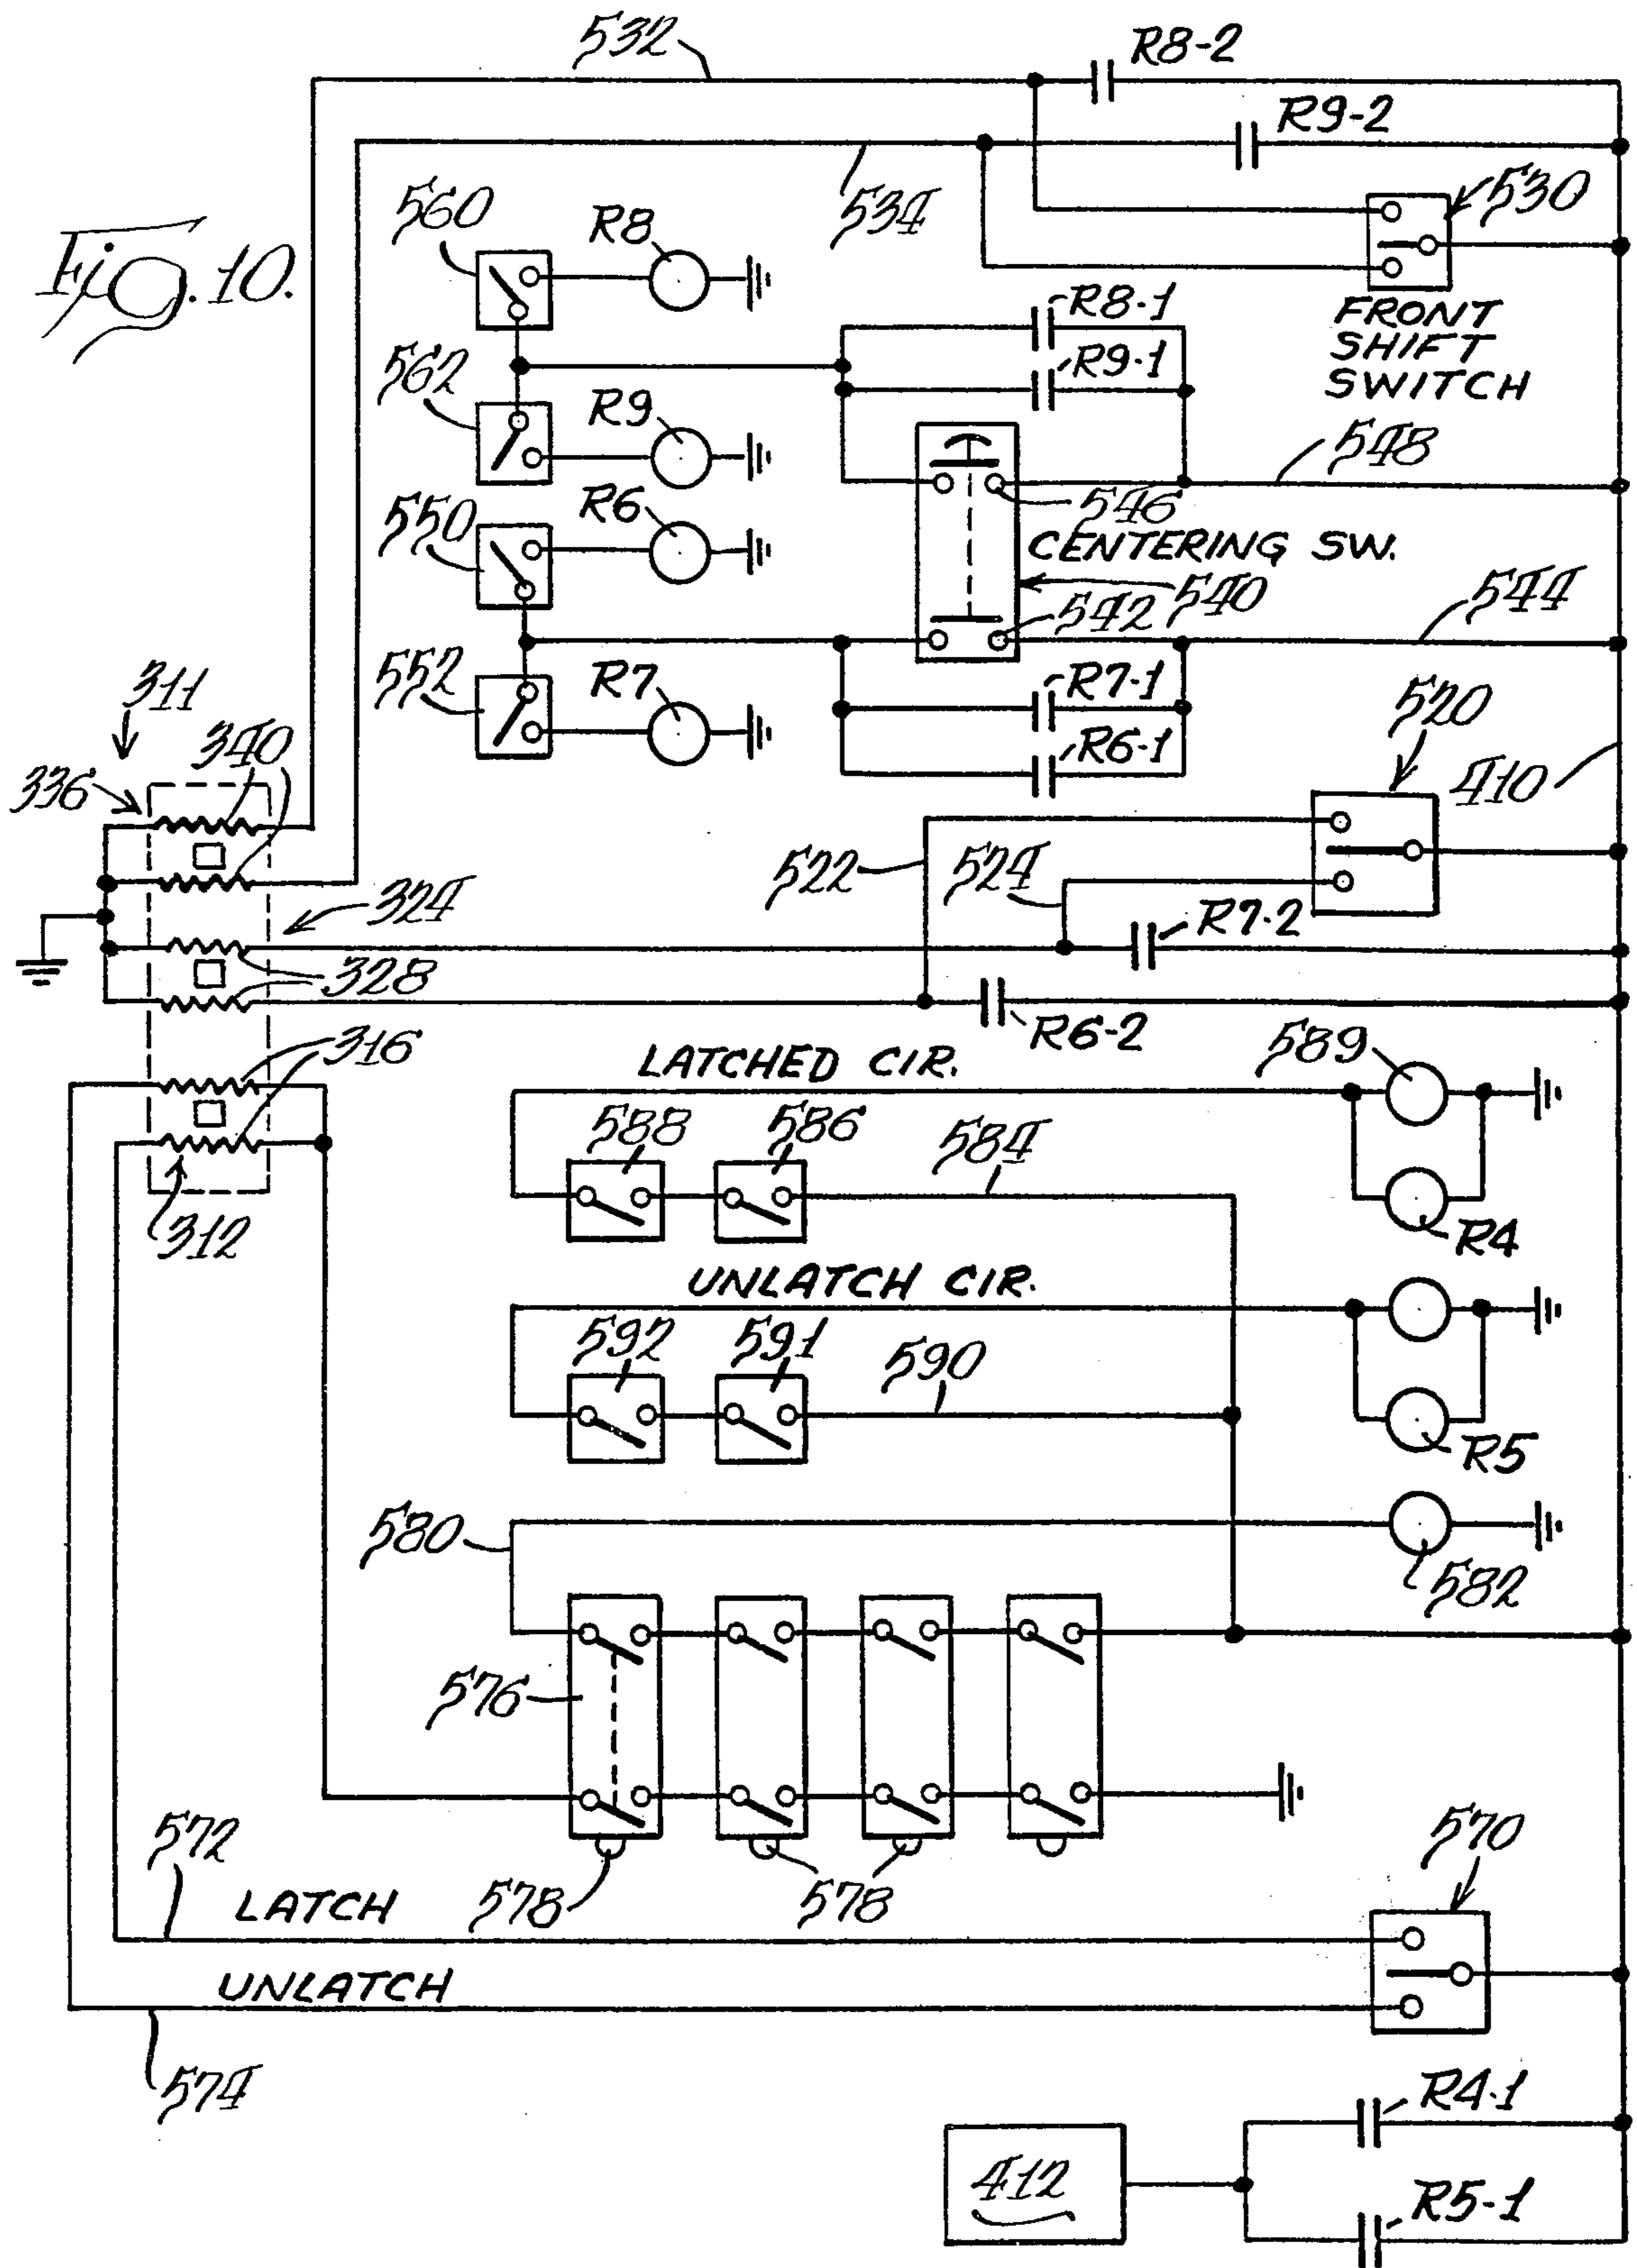 532
R8-2
R9-2
Fig. 10.
560
R8
534
530
R8-1
FRONT
SHIFT
SWITCH
562
R9
R9-1
548
550
R6
546
CENTERING SW.
540
542
544
552
R7
R7-1
520
311
340
R6-1
410
336
522
524
324
R7-2
328
R6-2
316
LATCHED CIR.
589
588
586
584
312
R4
UNLATCH CIR.
592
591
590
R5
580
582
576
572
570
LATCH
578
578
UNLATCH
574
R4-1
412
R5-1